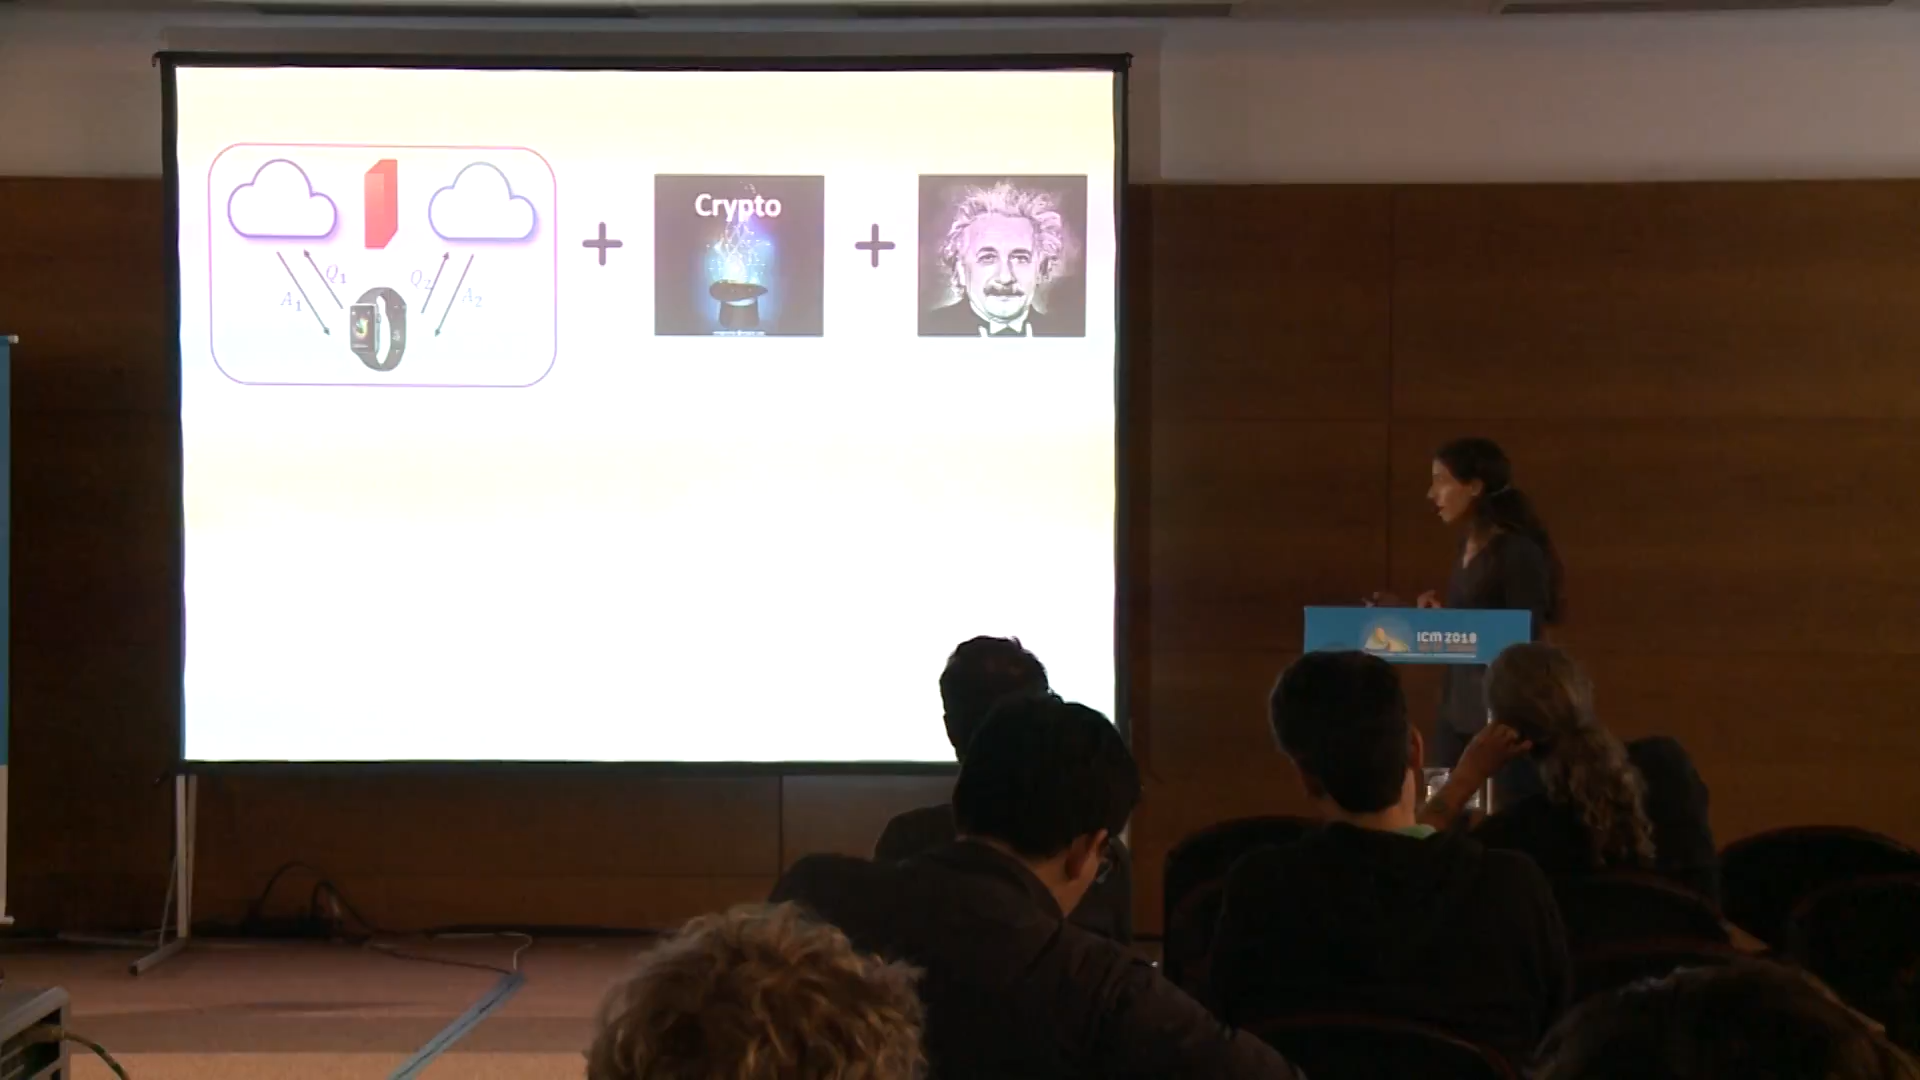 Crypto
Q₁
Q₂
A₁
A₂
ICM 2018